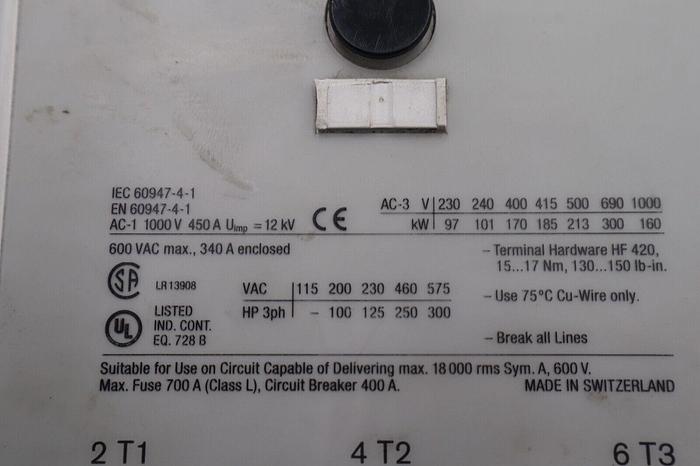 IEC 60947-4-1
EN 60947-4-1
AC-1 1000 V 450 A Uimp = 12 kV CE
AC-3 V 230 240 400 415 500 690 1000
kW 97 101 170 185 213 300 160
600 VAC max., 340 A enclosed
SA
LR 13908
VAC 115 200 230 460 575
HP 3ph – 100 125 250 300
UL
LISTED
IND. CONT.
EQ. 728 B
– Terminal Hardware HF 420,
15...17 Nm, 130...150 lb-in.
– Use 75°C Cu-Wire only.
– Break all Lines
Suitable for Use on Circuit Capable of Delivering max. 18 000 rms Sym. A, 600 V.
Max. Fuse 700 A (Class L), Circuit Breaker 400 A. MADE IN SWITZERLAND
2 T1 4 T2 6 T3